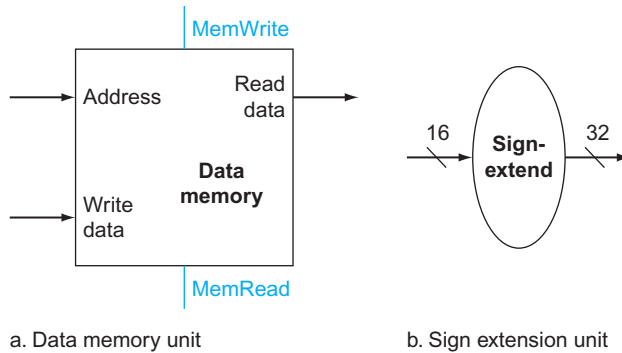 MemWrite
Address
Read
data
Data
memory
Write
data
MemRead
16
Sign-
extend
32
a. Data memory unit
b. Sign extension unit